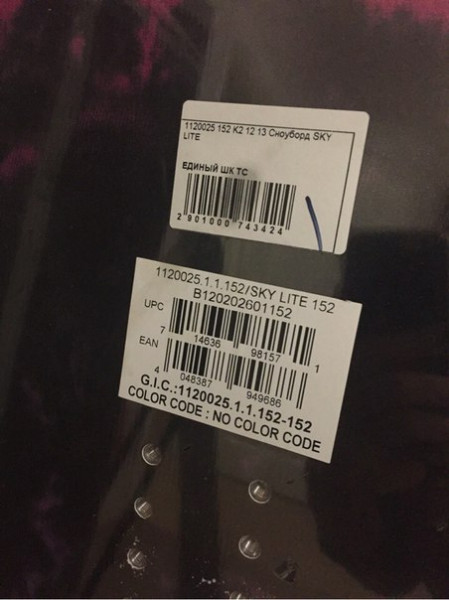 1120025 152 K2 12 13 Сноуборд SKY
LITE
ЕДИНЫЙ ШК ТС
2 901000 743424
1120025.1.1.152/SKY LITE 152
B120202601152
UPC
7 14636 98157 1
EAN
4 048387 949686
G.I.C.:1120025.1.1.152-152
COLOR CODE : NO COLOR CODE